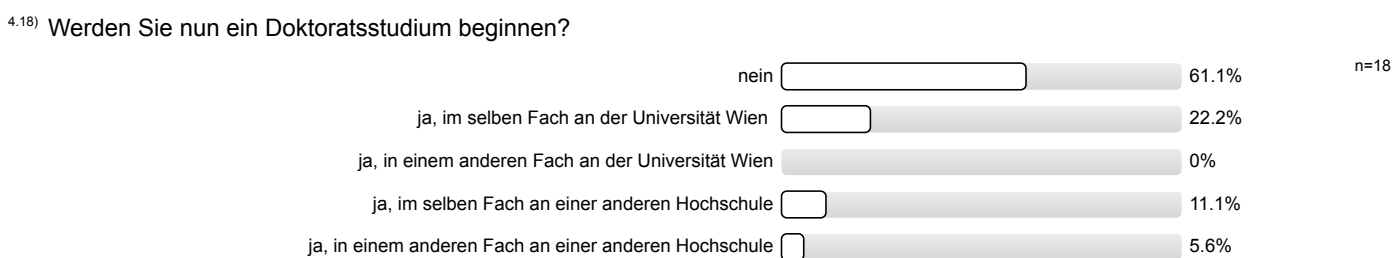 4.18) Werden Sie nun ein Doktoratsstudium beginnen?
nein 61.1% n=18
ja, im selben Fach an der Universität Wien 22.2%
ja, in einem anderen Fach an der Universität Wien 0%
ja, im selben Fach an einer anderen Hochschule 11.1%
ja, in einem anderen Fach an einer anderen Hochschule 5.6%